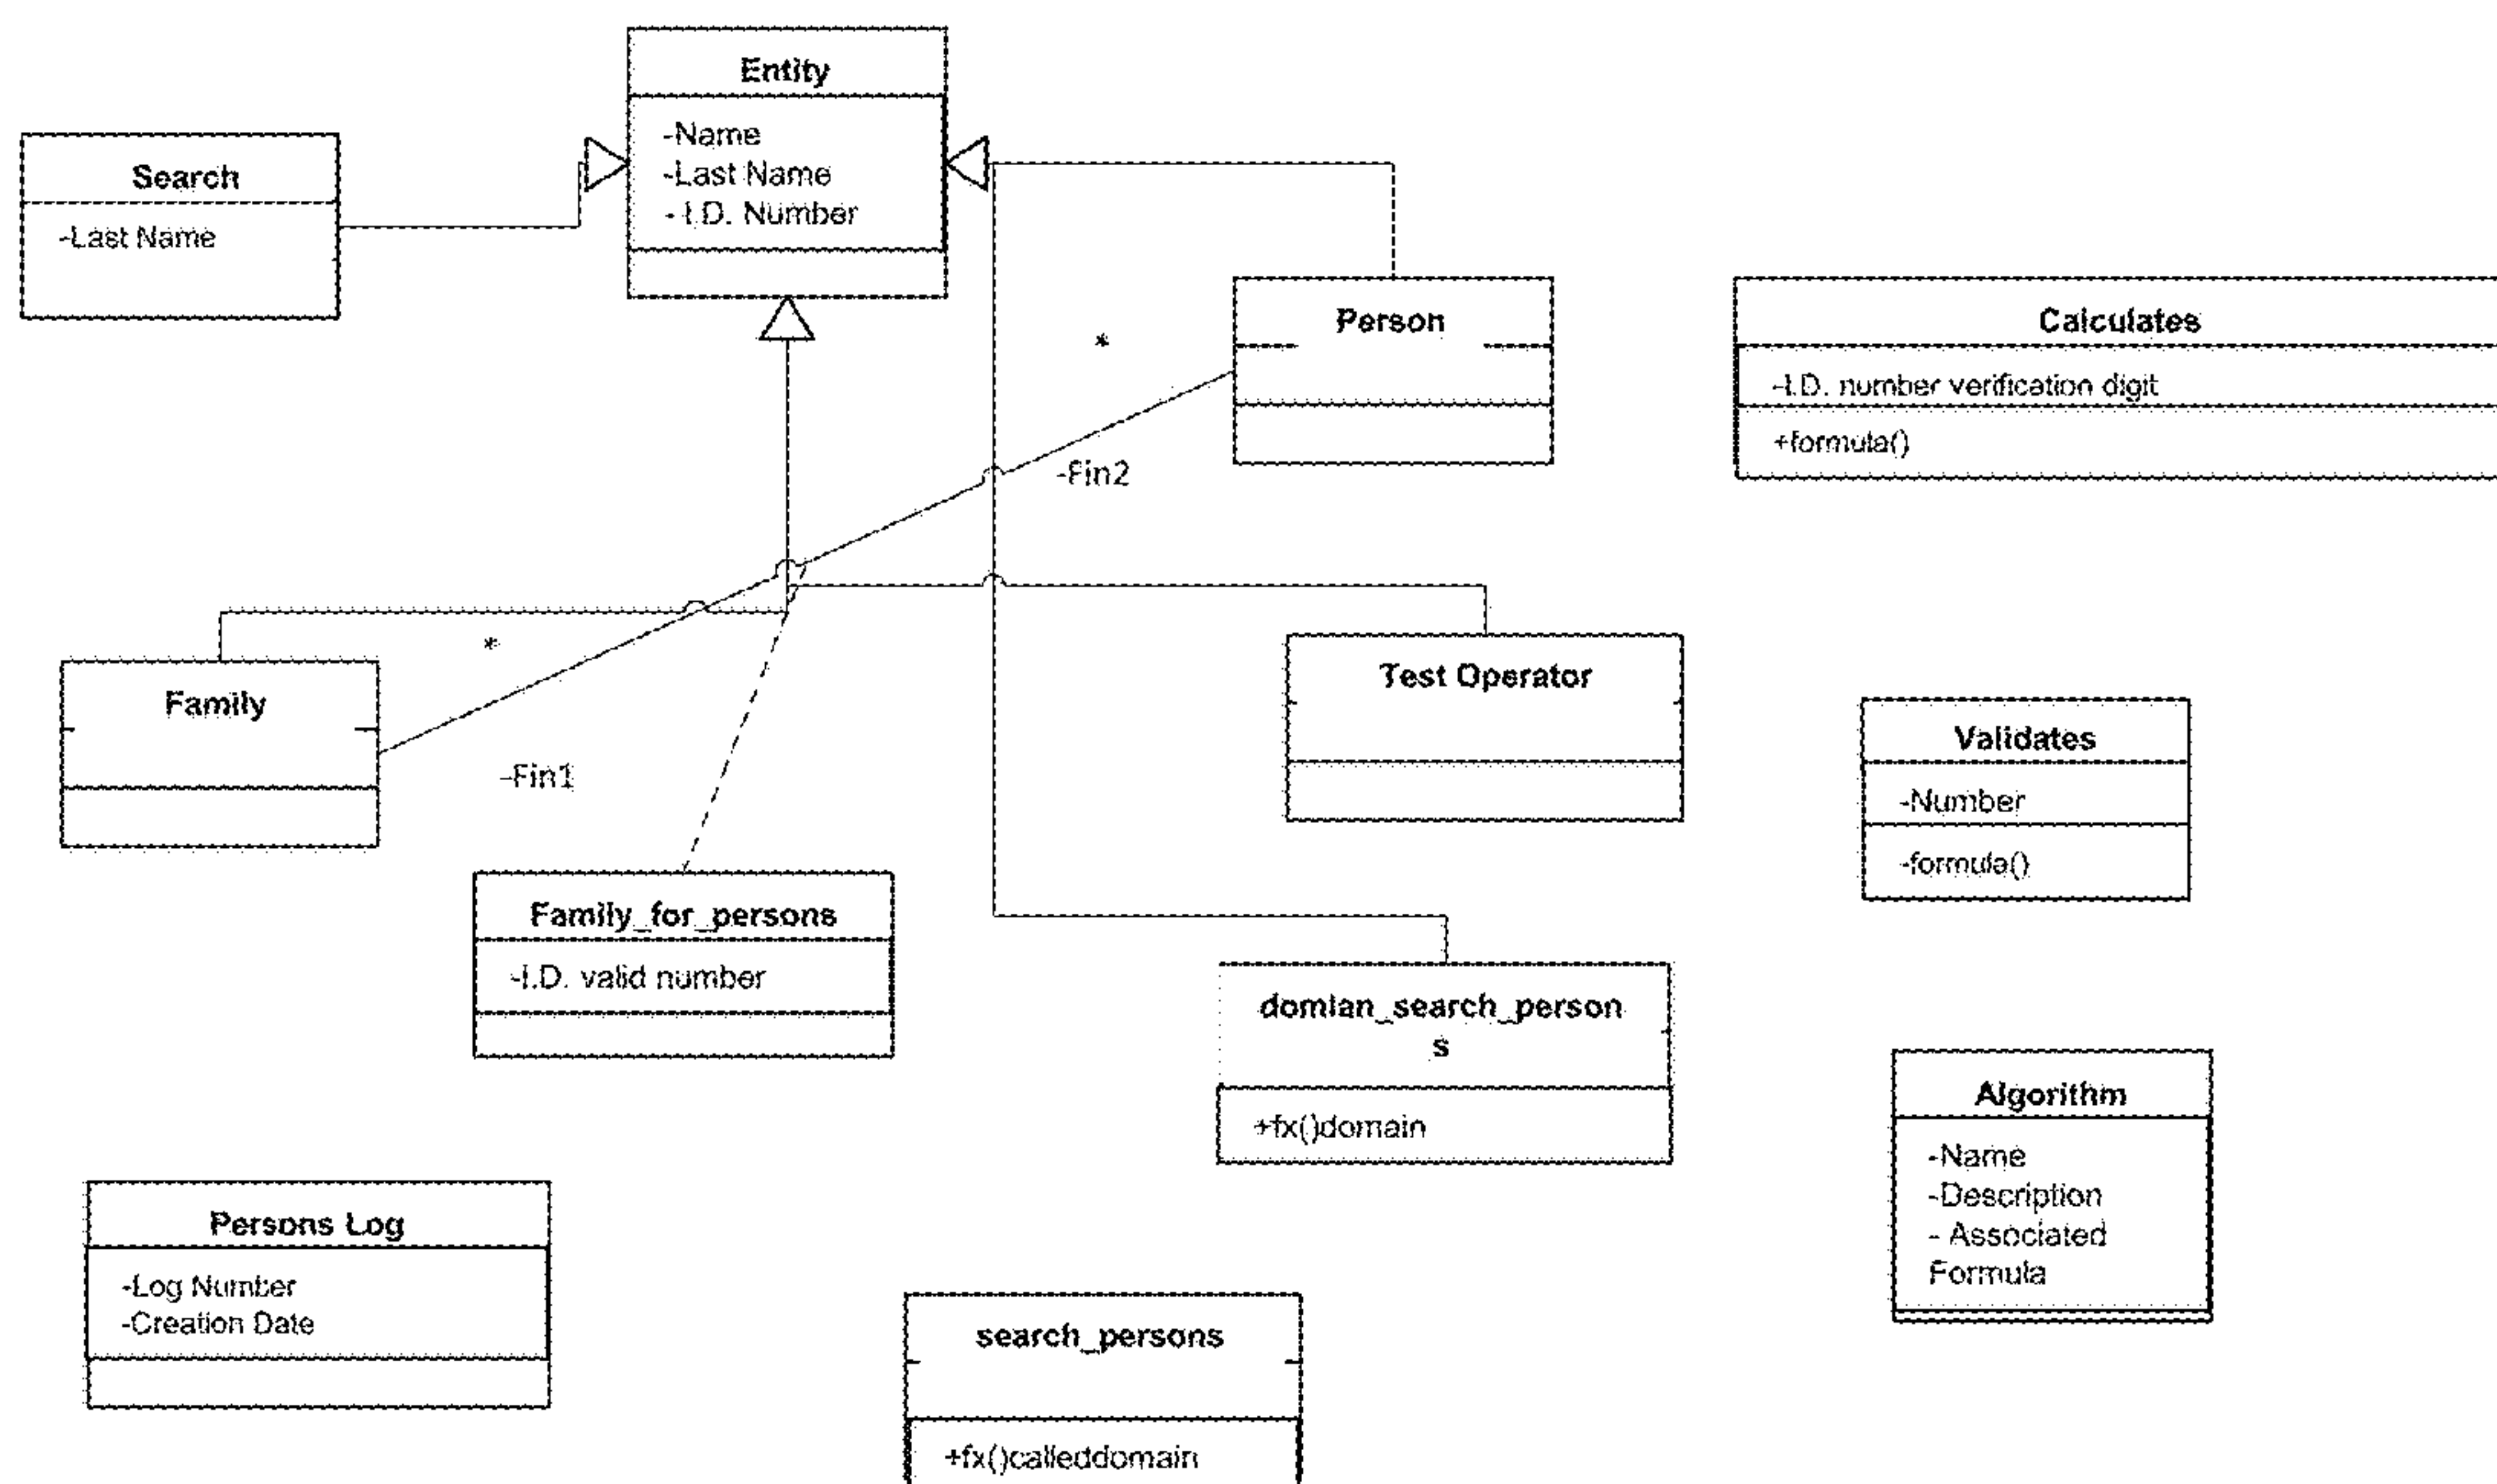 Entity
-Name
-Last Name
- I.D. Number
Search
-Last Name
Person
*
-Fin2
Calculates
-I.D. number verification digit
+formula()
Family
*
-Fin1
Test Operator
Validates
-Number
-formula()
Family_for_persons
-I.D. valid number
domian_search_person
s
+fx()domain
Algorithm
-Name
-Description
- Associated
Formula
Persons Log
-Log Number
-Creation Date
search_persons
+fx()calleddomain